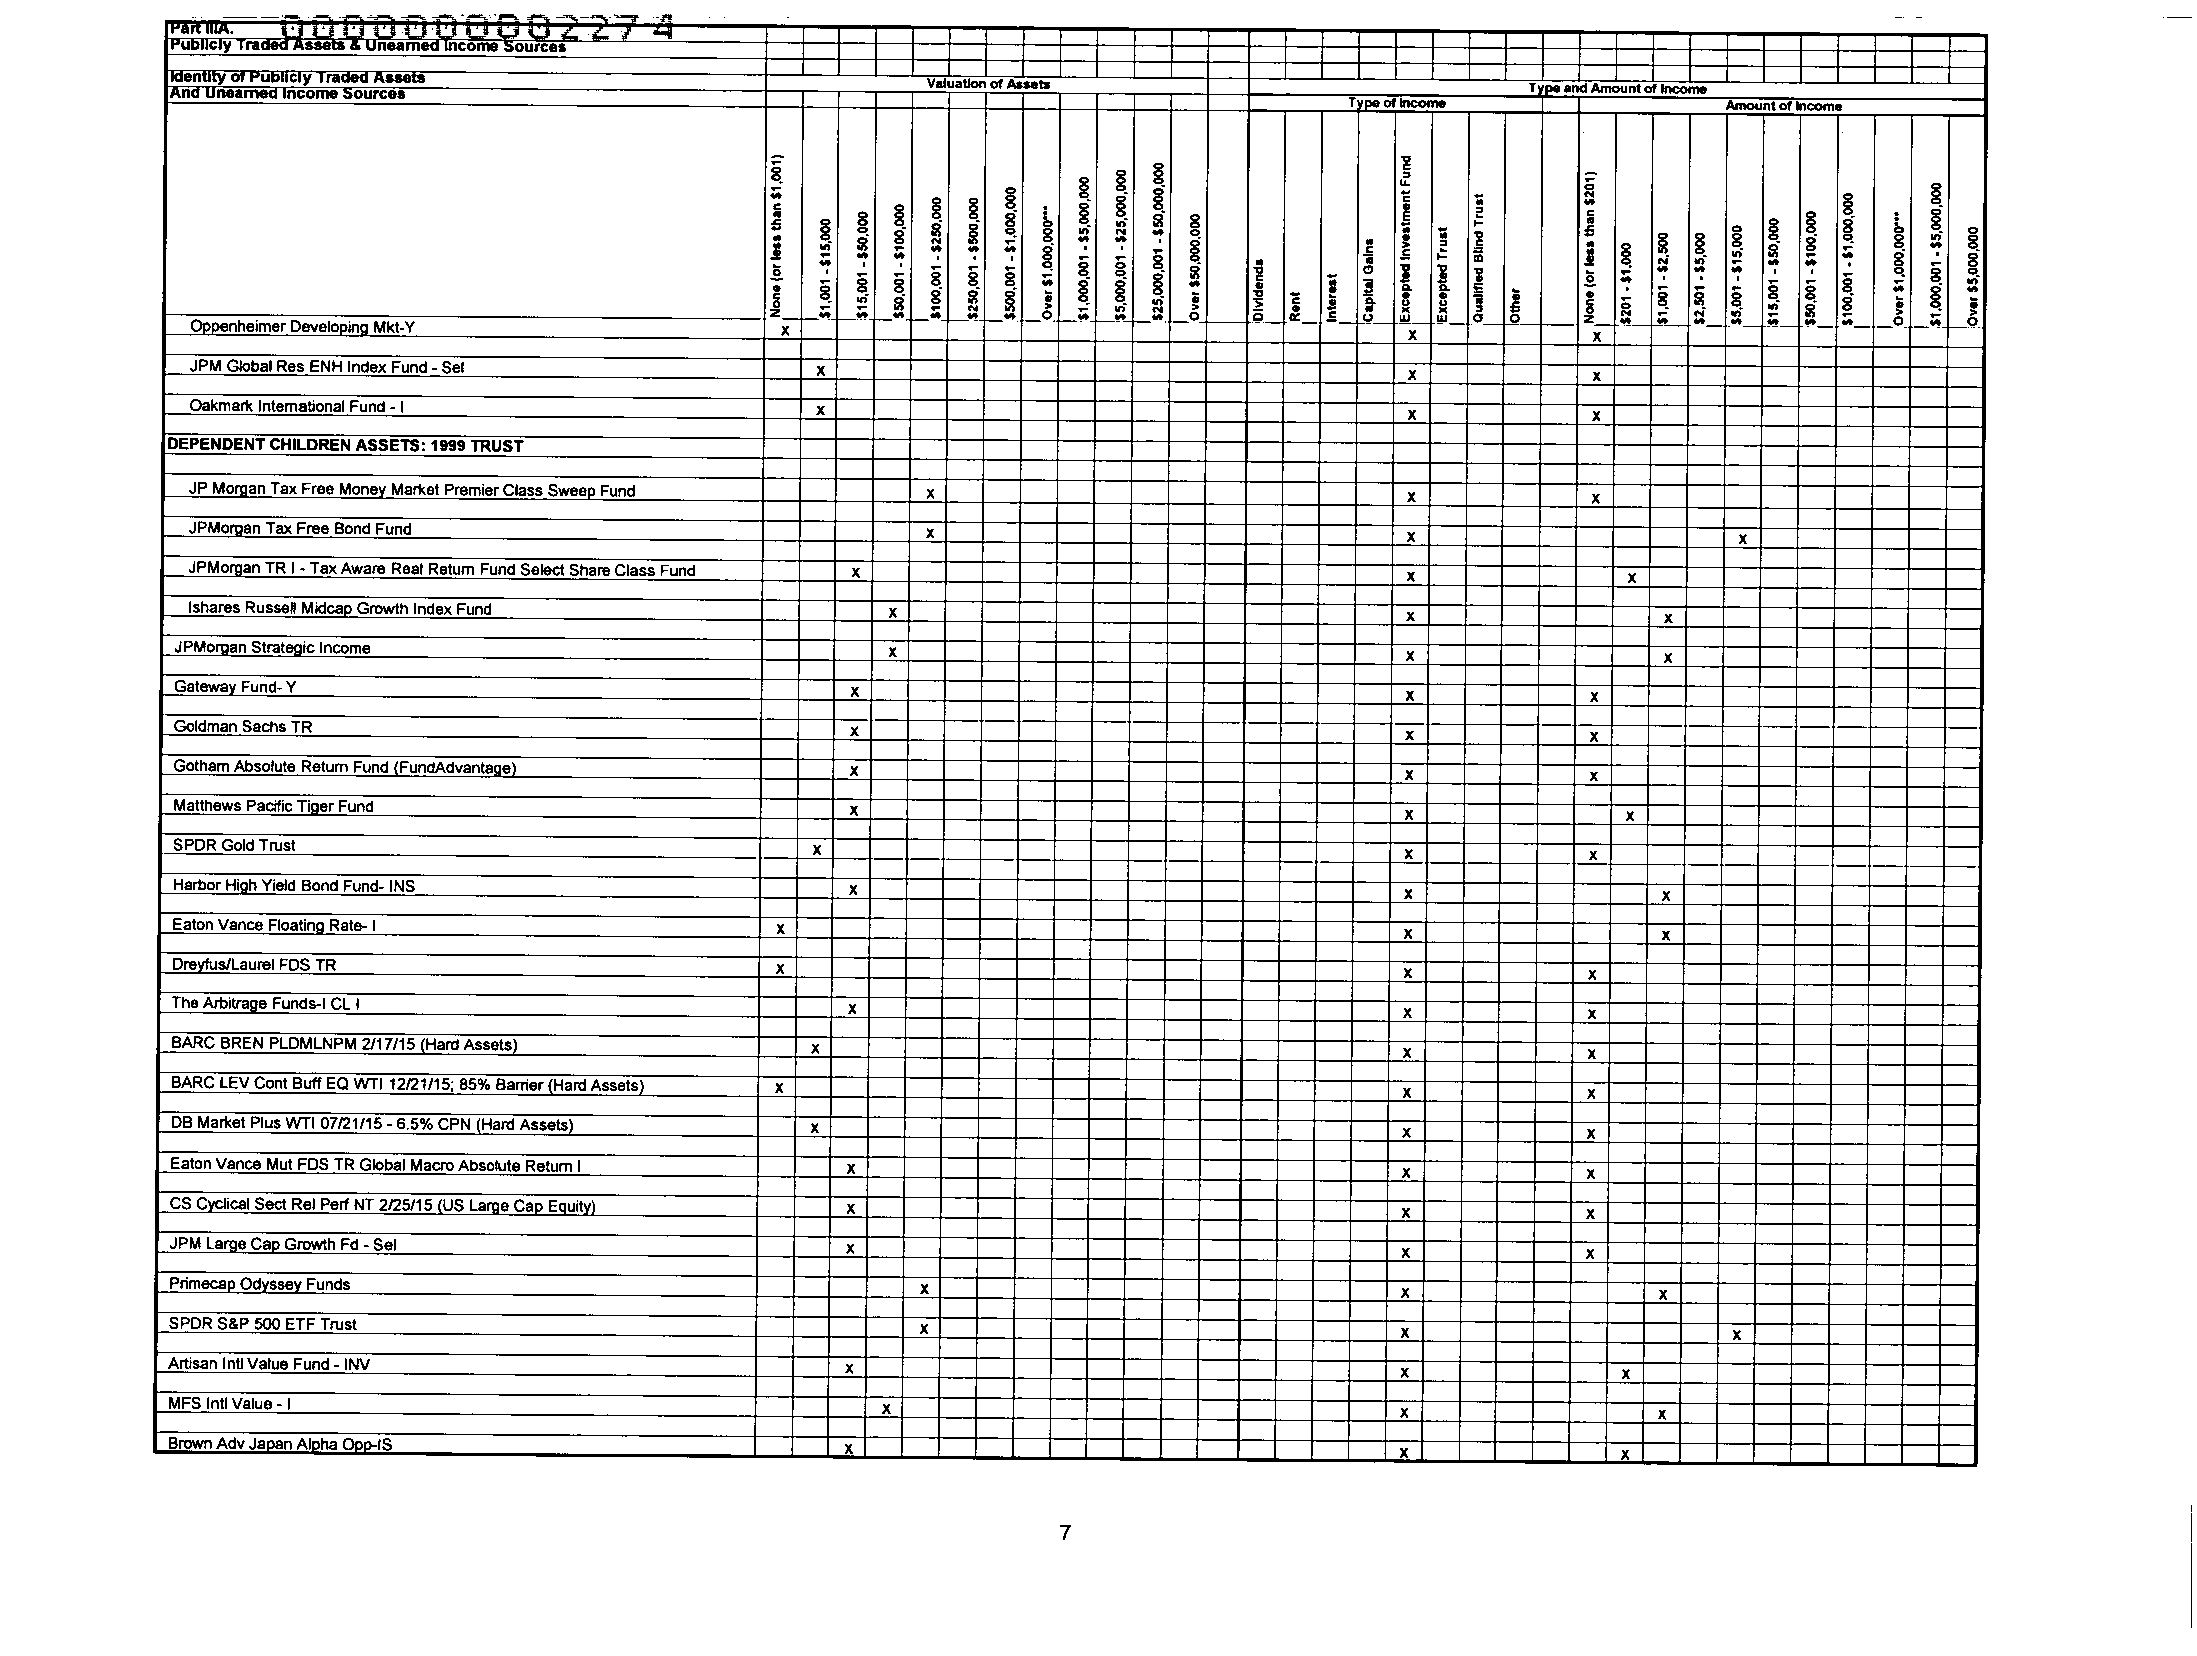 Part IIIA.
000000002274
Publicly Traded Assets & Unearned Income Sources
Identity of Publicly Traded Assets
And Unearned Income Sources
Valuation of Assets
Type and Amount of Income
Type of Income
Amount of Income
None (or less than $1,001)
$1,001 - $15,000
$15,001 - $50,000
$50,001 - $100,000
$100,001 - $250,000
$250,001 - $500,000
$500,001 - $1,000,000
Over $1,000,000***
$1,000,001 - $5,000,000
$5,000,001 - $25,000,000
$25,000,001 - $50,000,000
Over $50,000,000
Dividends
Rent
Interest
Capital Gains
Excepted Investment Fund
Excepted Trust
Qualified Blind Trust
Other
None (or less than $201)
$201 - $1,000
$1,001 - $2,500
$2,501 - $5,000
$5,001 - $15,000
$15,001 - $50,000
$50,001 - $100,000
$100,001 - $1,000,000
Over $1,000,000***
$1,000,001 - $5,000,000
Over $5,000,000
Oppenheimer Developing Mkt-Y x x x
JPM Global Res ENH Index Fund - Sel x x x
Oakmark International Fund - I x x x
DEPENDENT CHILDREN ASSETS: 1999 TRUST
JP Morgan Tax Free Money Market Premier Class Sweep Fund x x x
JPMorgan Tax Free Bond Fund x x x
JPMorgan TR I - Tax Aware Real Return Fund Select Share Class Fund x x x
Ishares Russell Midcap Growth Index Fund x x x
JPMorgan Strategic Income x x x
Gateway Fund- Y x x x
Goldman Sachs TR x x x
Gotham Absolute Return Fund (FundAdvantage) x x x
Matthews Pacific Tiger Fund x x x
SPDR Gold Trust x x x
Harbor High Yield Bond Fund- INS x x x
Eaton Vance Floating Rate- I x x x
Dreyfus/Laurel FDS TR x x x
The Arbitrage Funds-I CL I x x x
BARC BREN PLDMLNPM 2/17/15 (Hard Assets) x x x
BARC LEV Cont Buff EQ WTI 12/21/15; 85% Barrier (Hard Assets) x x x
DB Market Plus WTI 07/21/15 - 6.5% CPN (Hard Assets) x x x
Eaton Vance Mut FDS TR Global Macro Absolute Return I x x x
CS Cyclical Sect Rel Perf NT 2/25/15 (US Large Cap Equity) x x x
JPM Large Cap Growth Fd - Sel x x x
Primecap Odyssey Funds x x x
SPDR S&P 500 ETF Trust x x x
Artisan Intl Value Fund - INV x x x
MFS Intl Value - I x x x
Brown Adv Japan Alpha Opp-IS x x x
7